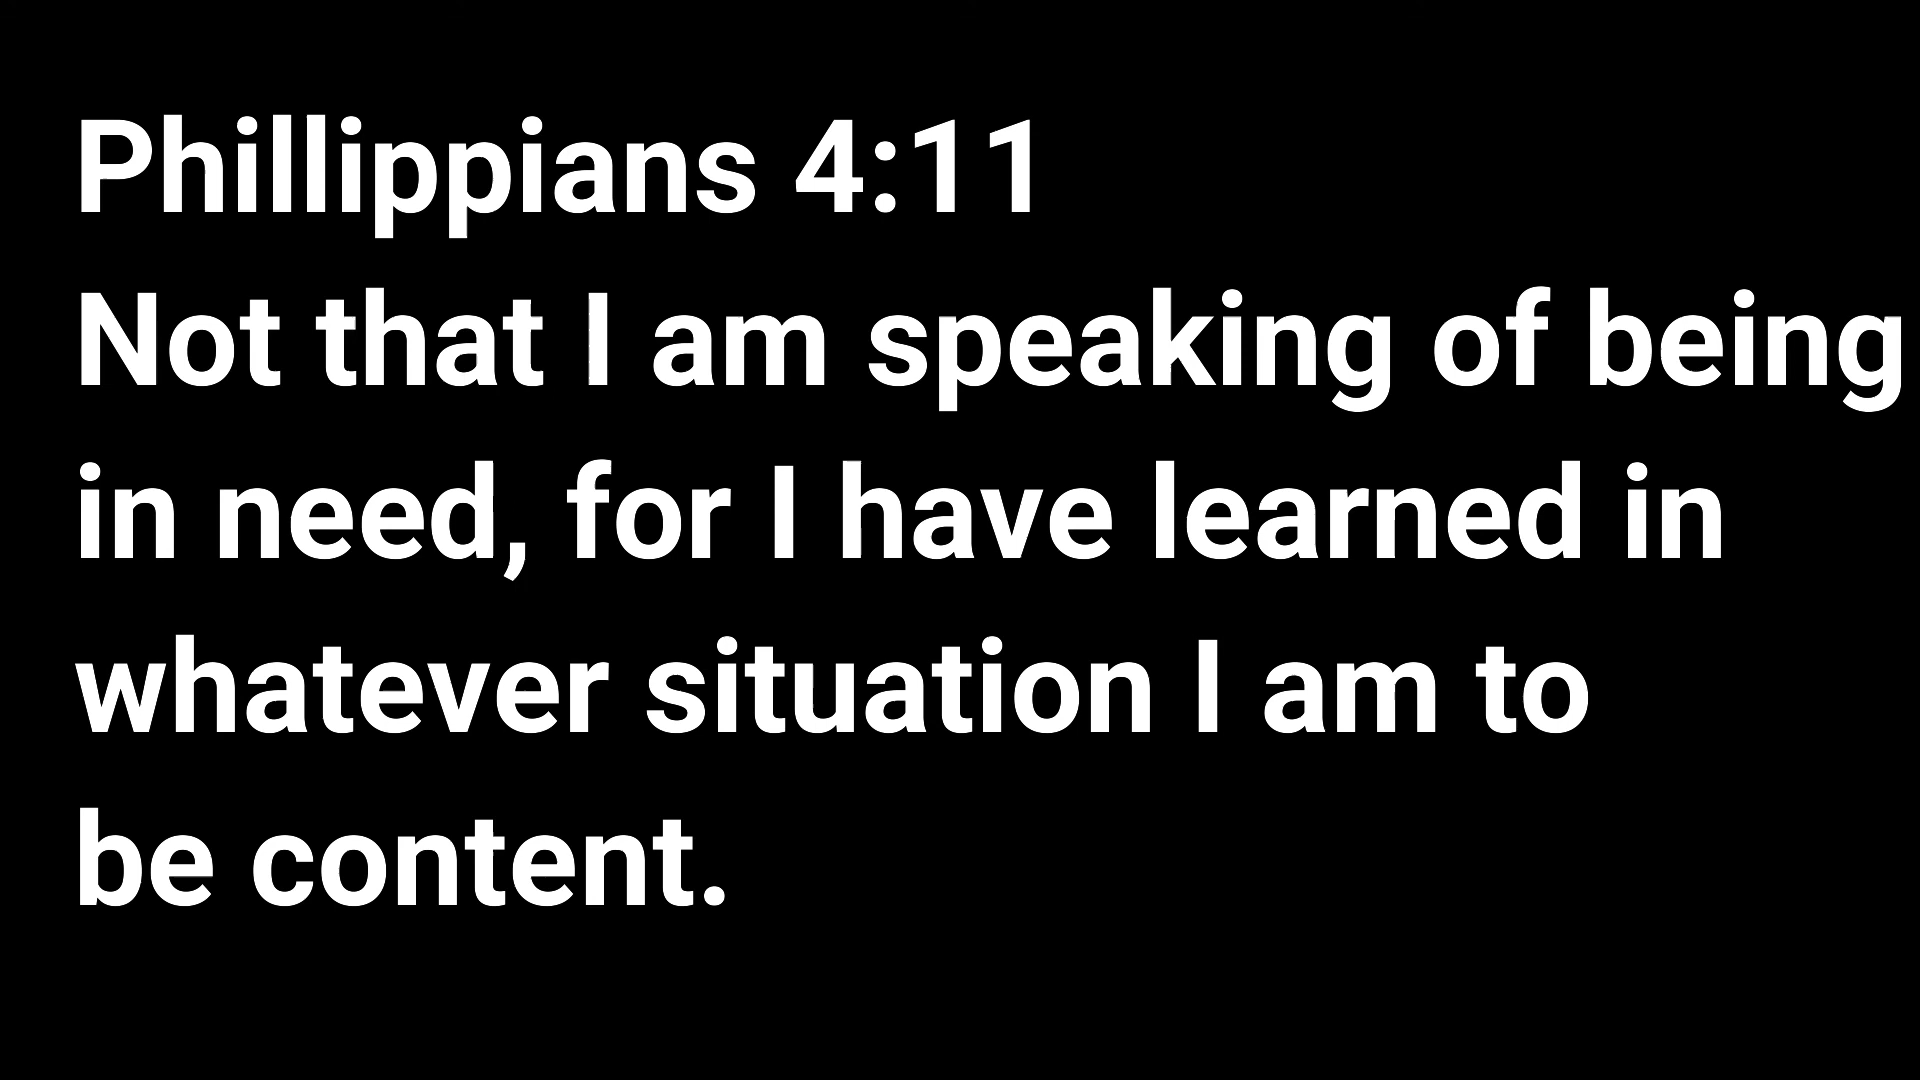 Phillippians 4:11
Not that I am speaking of being
in need, for I have learned in
whatever situation I am to
be content.